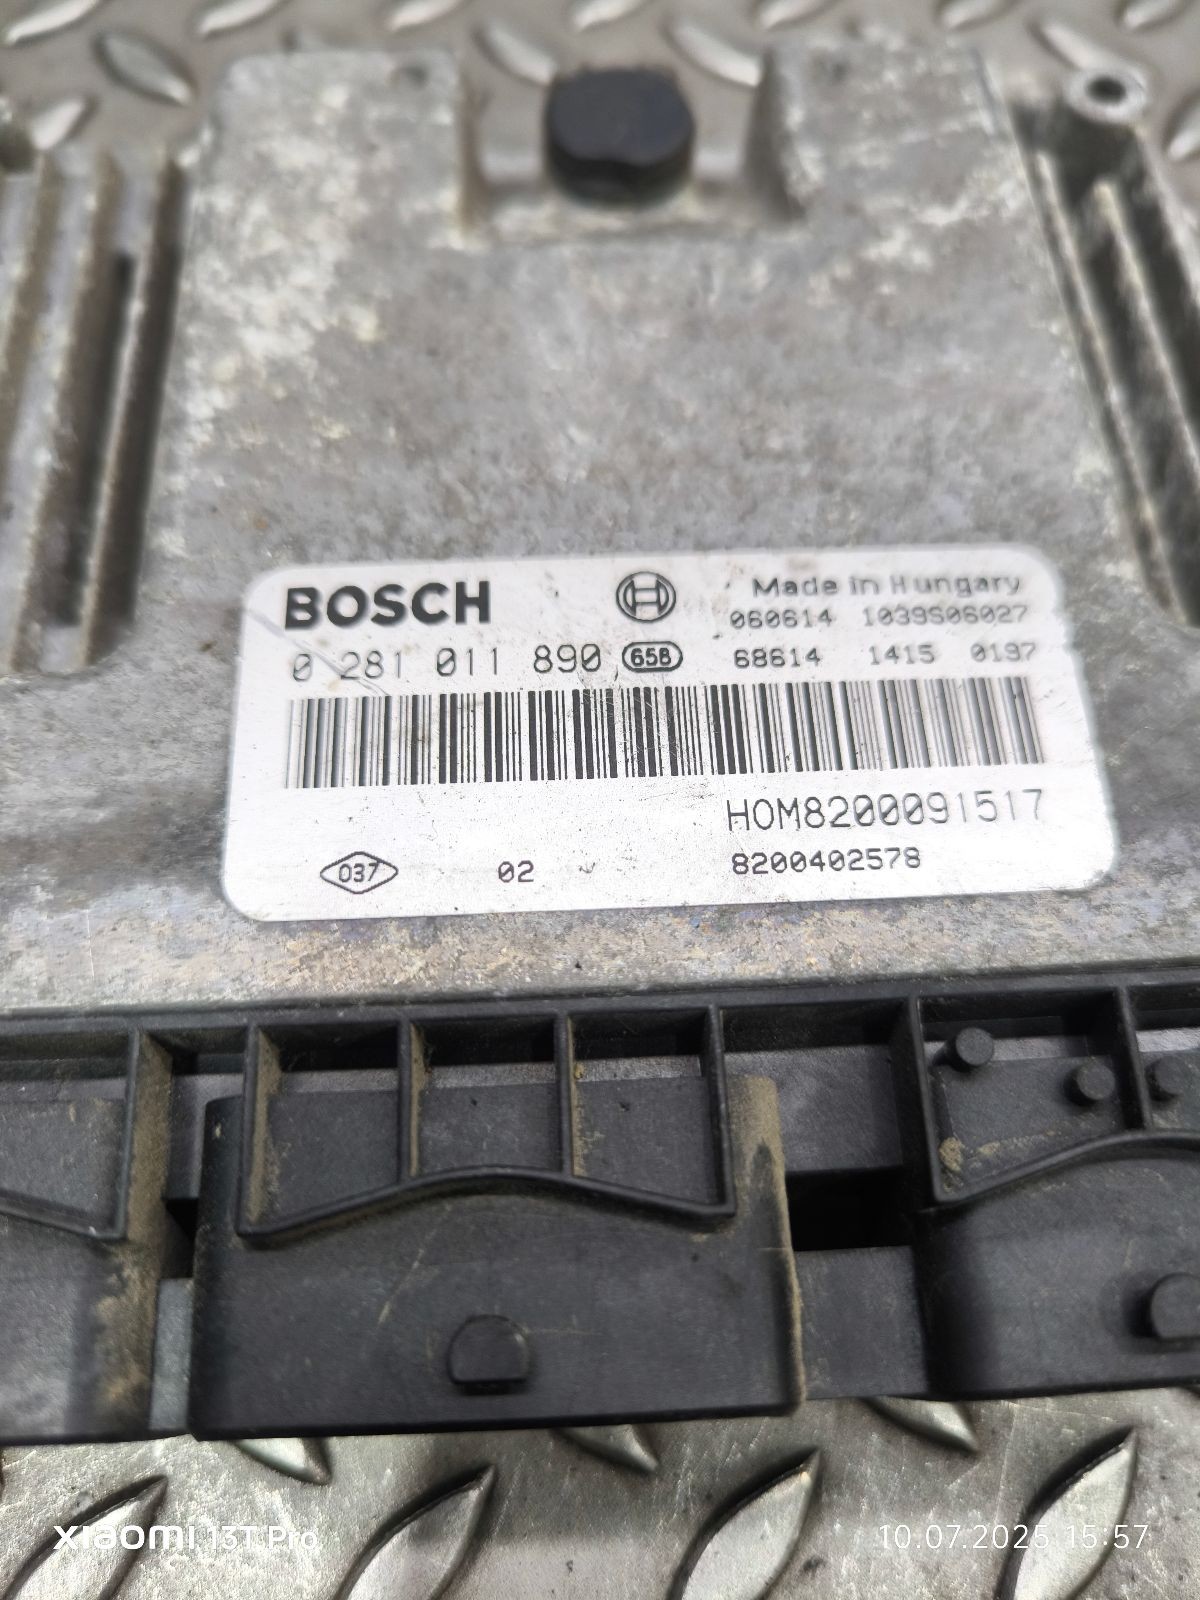 BOSCH
Made in Hungary
060614 1039S06027
0 281 011 890 658 68614 1415 0197
HOM8200091517
037 02 8200402578
xiaomi 13T Pro
10.07.2025 15:57